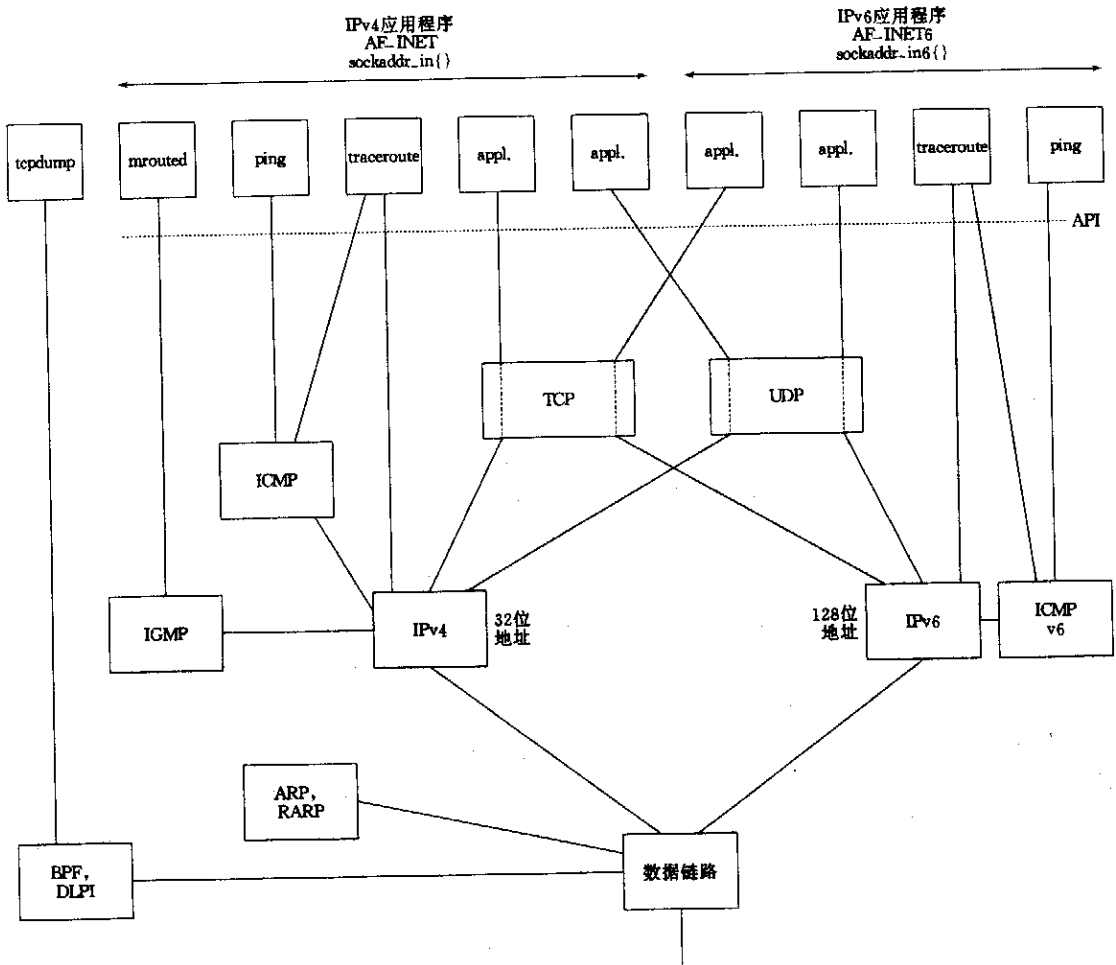 IPv4应用程序
AF_INET
sockaddr_in{}
IPv6应用程序
AF_INET6
sockaddr_in6{}
tcpdump
mrouted
ping
traceroute
appl.
appl.
appl.
appl.
traceroute
ping
API
TCP
UDP
ICMP
IGMP
IPv4
32位
地址
128位
地址
IPv6
ICMP
v6
ARP,
RARP
BPF,
DLPI
数据链路